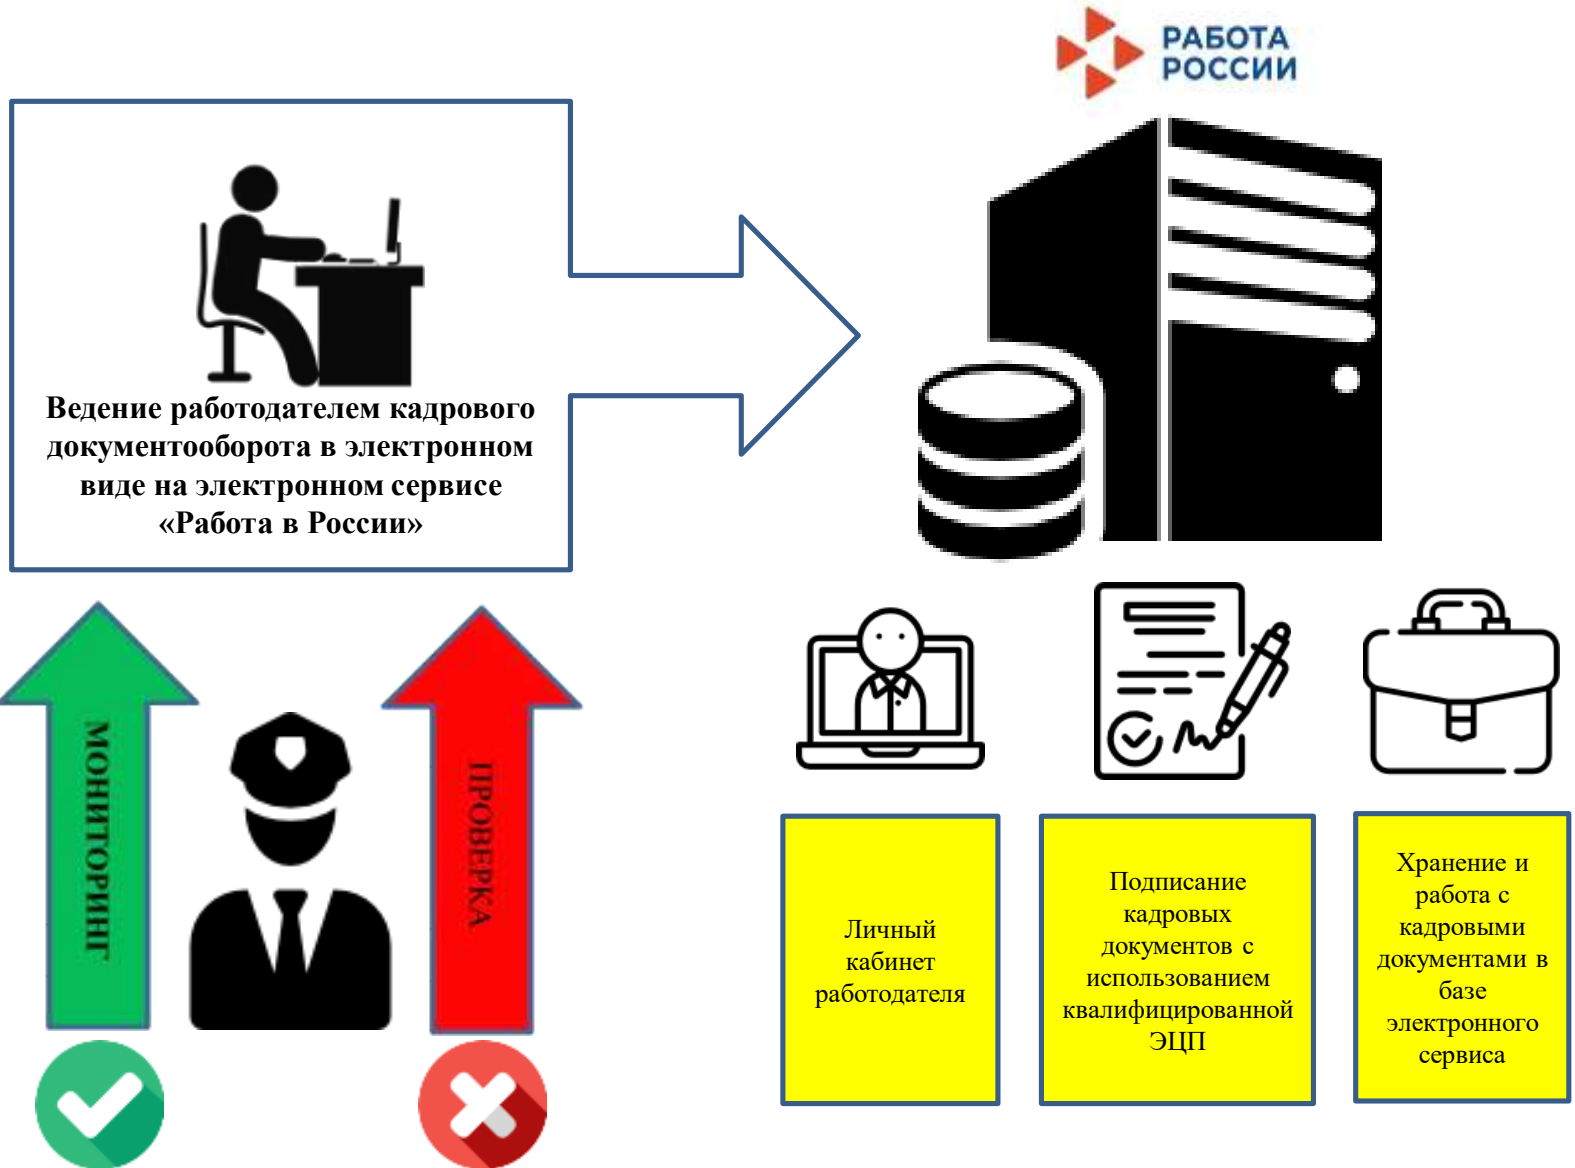 РАБОТА
РОССИИ
Ведение работодателем кадрового
документооборота в электронном
виде на электронном сервисе
«Работа в России»
МОНИТОРИНГ
ПРОВЕРКА
Личный
кабинет
работодателя
Подписание
кадровых
документов с
использованием
квалифицированной
ЭЦП
Хранение и
работа с
кадровыми
документами в
базе
электронного
сервиса